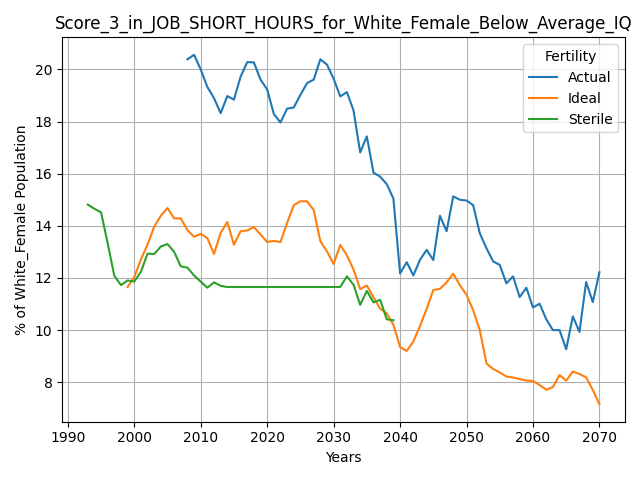 Score_3_in_JOB_SHORT_HOURS_for_White_Female_Below_Average_IQ
Fertility
Actual
Ideal
Sterile
% of White_Female Population
20
18
16
14
12
10
8
1990 2000 2010 2020 2030 2040 2050 2060 2070
Years